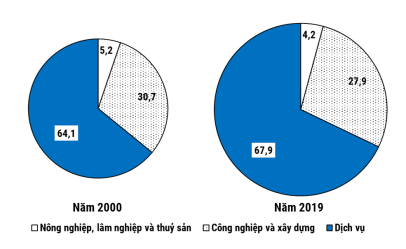 5,2
30,7
64,1
4,2
27,9
67,9
Năm 2000
Năm 2019
Nông nghiệp, lâm nghiệp và thuỷ sản
Công nghiệp và xây dựng
Dịch vụ